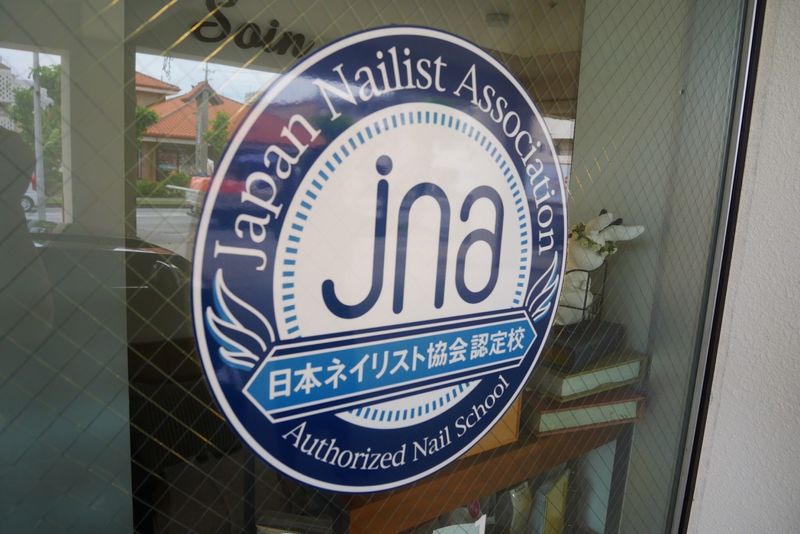 Soin
Japan Nailist Association
jna
日本ネイリスト協会認定校
Authorized Nail School